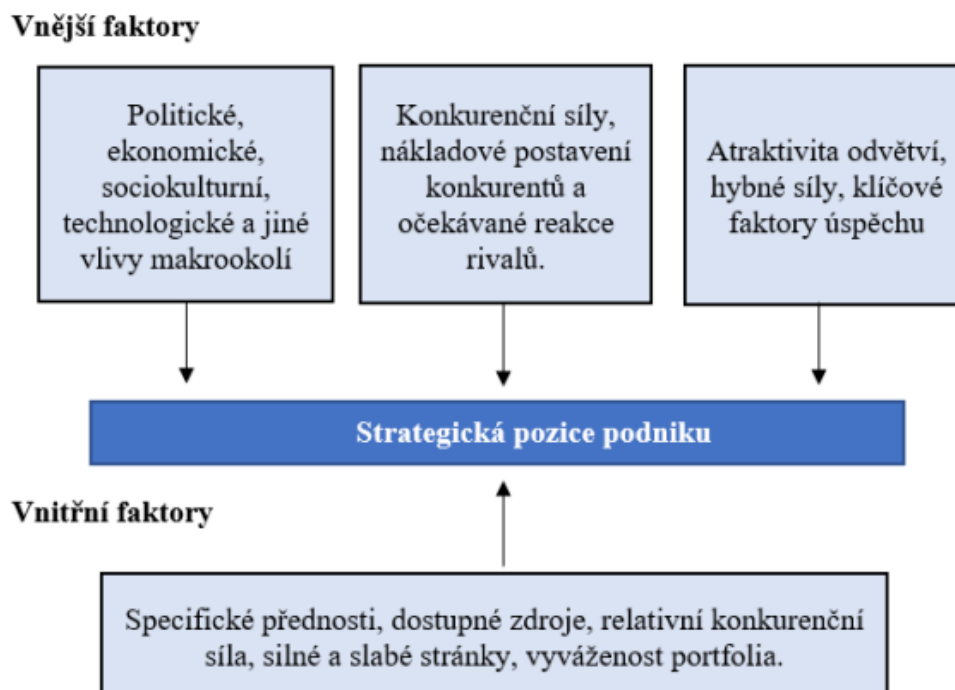 Vnější faktory
Politické,
ekonomické,
sociokulturní,
technologické a jiné
vlivy makrookolí
Konkurenční síly,
nákladové postavení
konkurentů a
očekávané reakce
rivalů.
Atraktivita odvětví,
hybné síly, klíčové
faktory úspěchu
Strategická pozice podniku
Vnitřní faktory
Specifické přednosti, dostupné zdroje, relativní konkurenční
síla, silné a slabé stránky, vyváženost portfolia.